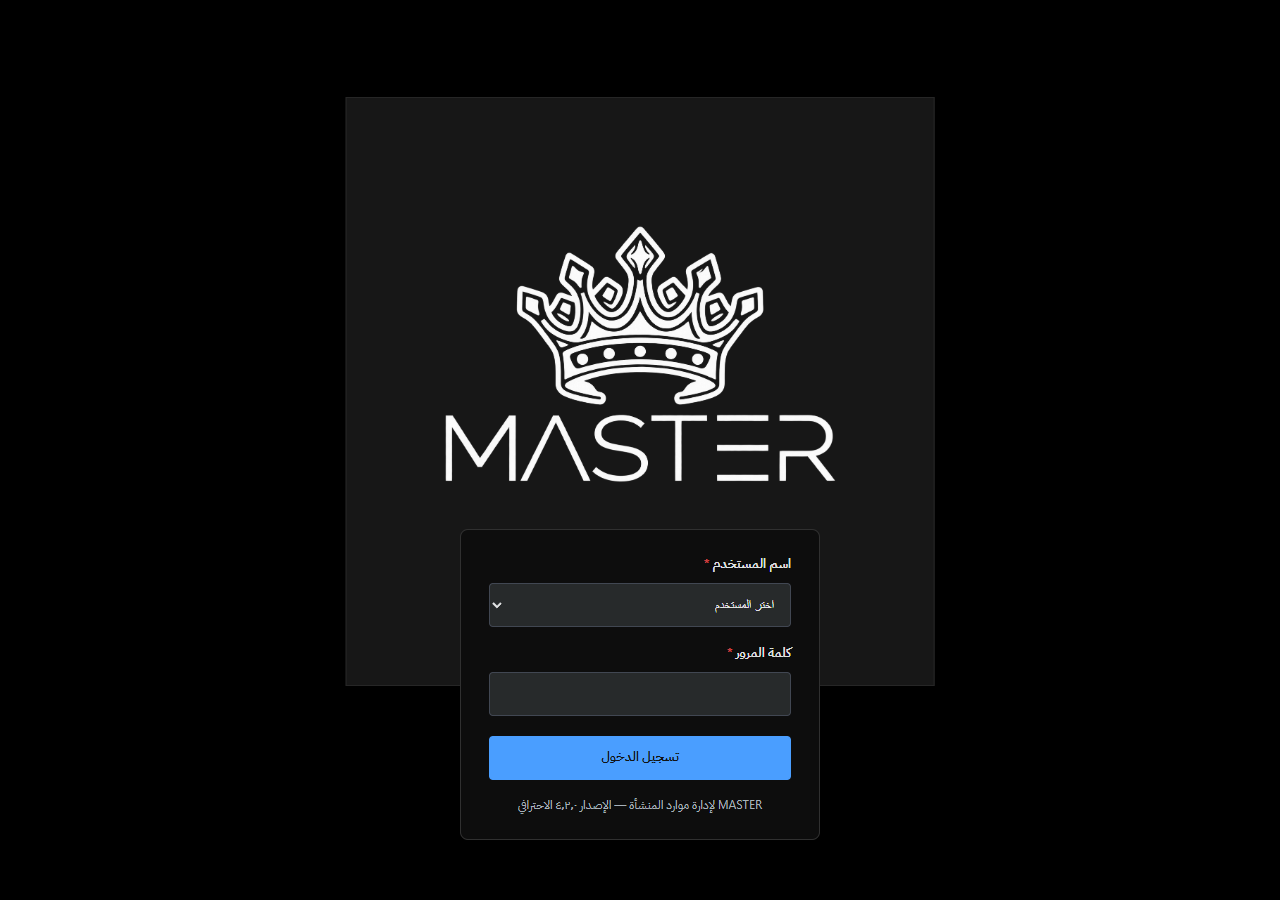 MASTER
اسم المستخدم *
اختر المستخدم
كلمة المرور *
تسجيل الدخول
MASTER لإدارة موارد المنشأة — الإصدار ٤,٢,٠ الاحترافي